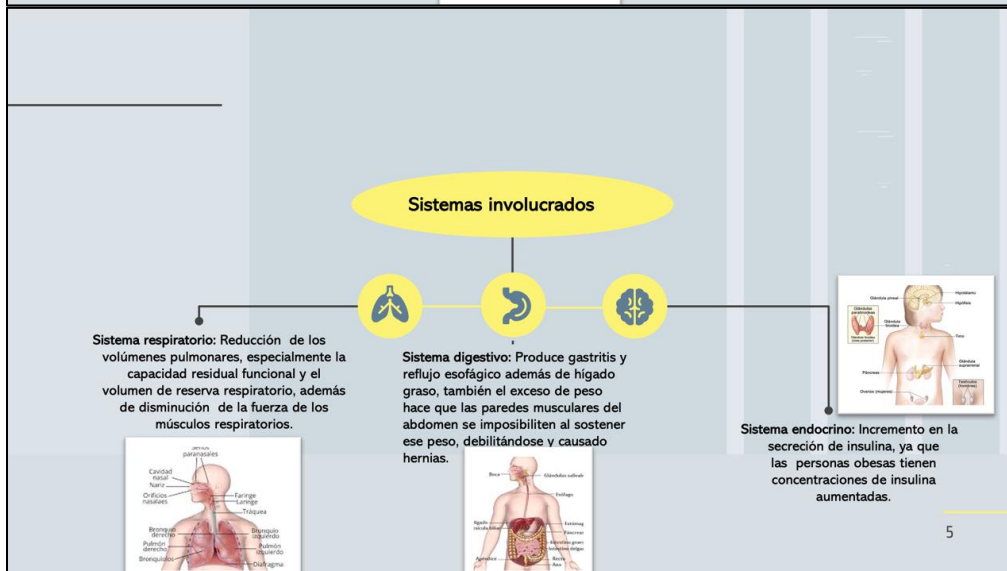 Sistemas involucrados
Sistema respiratorio: Reducción de los
volúmenes pulmonares, especialmente la
capacidad residual funcional y el
volumen de reserva respiratorio, además
de disminución de la fuerza de los
músculos respiratorios.
paranasales
Cavidad
nasal
Nariz
Orificios
nasalaes
Faringe
Laringe
Tráquea
Bronquio
derecho
Bronquio
izquierdo
Pulmón
derecho
Pulmón
izquierdo
Bronquiolos
Diafragma
Sistema digestivo: Produce gastritis y
reflujo esofágico además de hígado
graso, también el exceso de peso
hace que las paredes musculares del
abdomen se imposibiliten al sostener
ese peso, debilitándose y causado
hernias.
Boca
Glándulas
Esófago
Hígado
Páncreas
Intestino
Intestino
Recto
Ano
Glándula pineal
Hipotálamo
Hipófisis
Glándulas
paratiroideas
Glándula
tiroidea
Timo
Glándula
suprarrenal
Páncreas
Ovarios (mujeres)
Testículos
(hombres)
Sistema endocrino: Incremento en la
secreción de insulina, ya que
las personas obesas tienen
concentraciones de insulina
aumentadas.
5